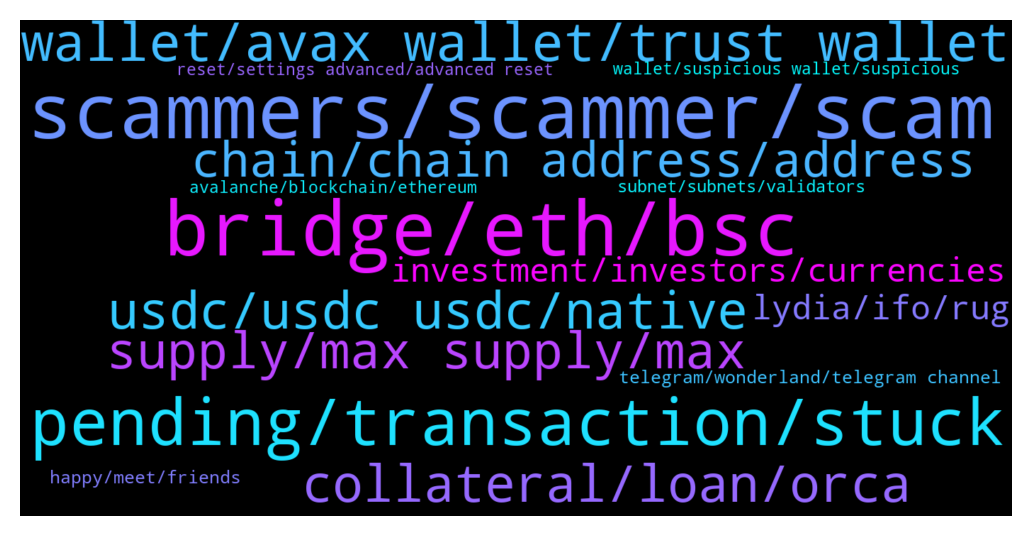 wallet/avax wallet/trust wallet
reset/settings advanced/advanced reset
wallet/suspicious wallet/suspicious
scammers/scammer/scam
chain/chain address/address
avalanche/blockchain/ethereum
subnet/subnets/validators
bridge/eth/bsc
investment/investors/currencies
usdc/usdc usdc/native
lydia/ifo/rug
supply/max supply/max
telegram/wonderland/telegram channel
pending/transaction/stuck
happy/meet/friends
collateral/loan/orca